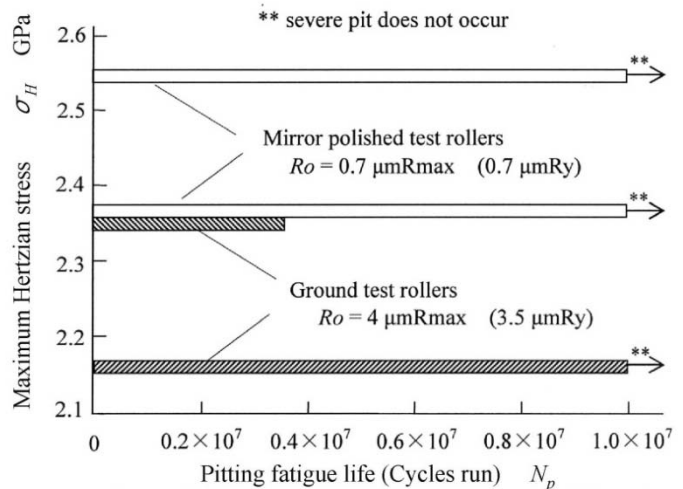 ** severe pit does not occur
Maximum Hertzian stress σH GPa
2.6
2.5
2.4
2.3
2.2
2.1
**
Mirror polished test rollers
Ro = 0.7 μmRmax (0.7 μmRy)
**
Ground test rollers
Ro = 4 μmRmax (3.5 μmRy)
**
0 0.2×10⁷ 0.4×10⁷ 0.6×10⁷ 0.8×10⁷ 1.0×10⁷
Pitting fatigue life (Cycles run) Np